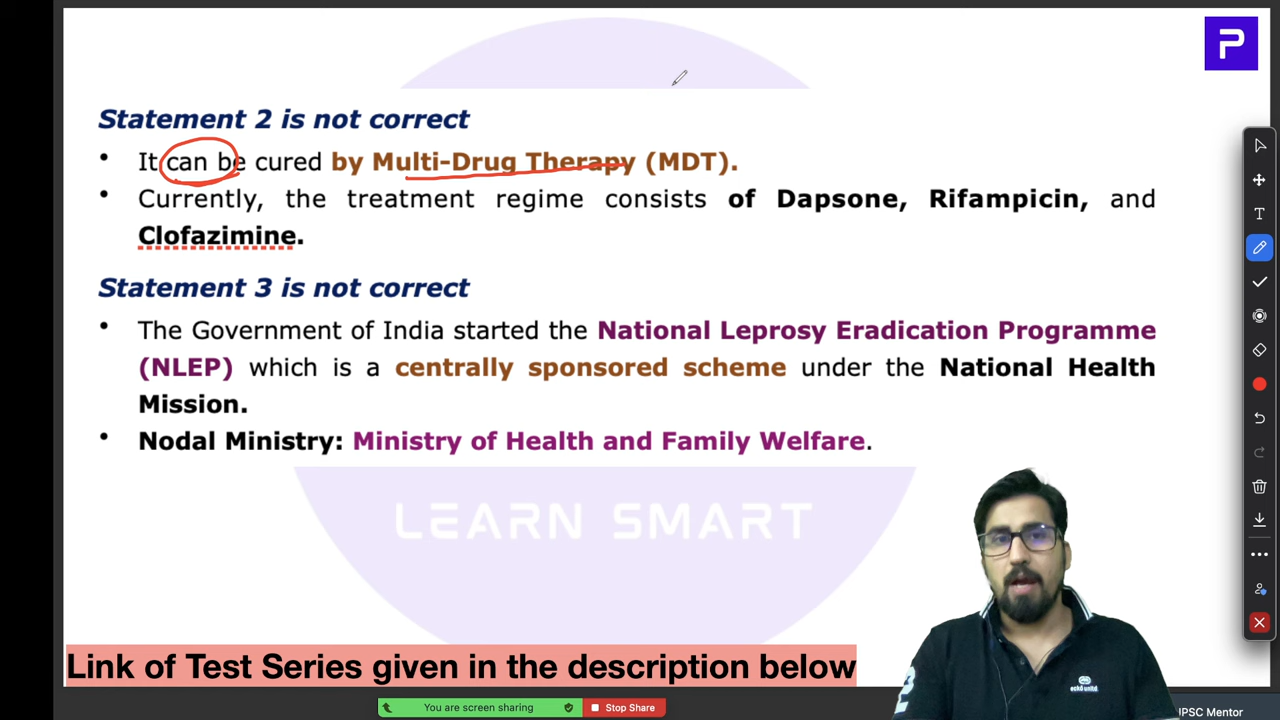 P
Statement 2 is not correct
• It can be cured by Multi-Drug Therapy (MDT).
• Currently, the treatment regime consists of Dapsone, Rifampicin, and
Clofazimine.
Statement 3 is not correct
• The Government of India started the National Leprosy Eradication Programme
(NLEP) which is a centrally sponsored scheme under the National Health
Mission.
• Nodal Ministry: Ministry of Health and Family Welfare.
LEARN SMART
Link of Test Series given in the description below
You are screen sharing
Stop Share
JPSC Mentor
T